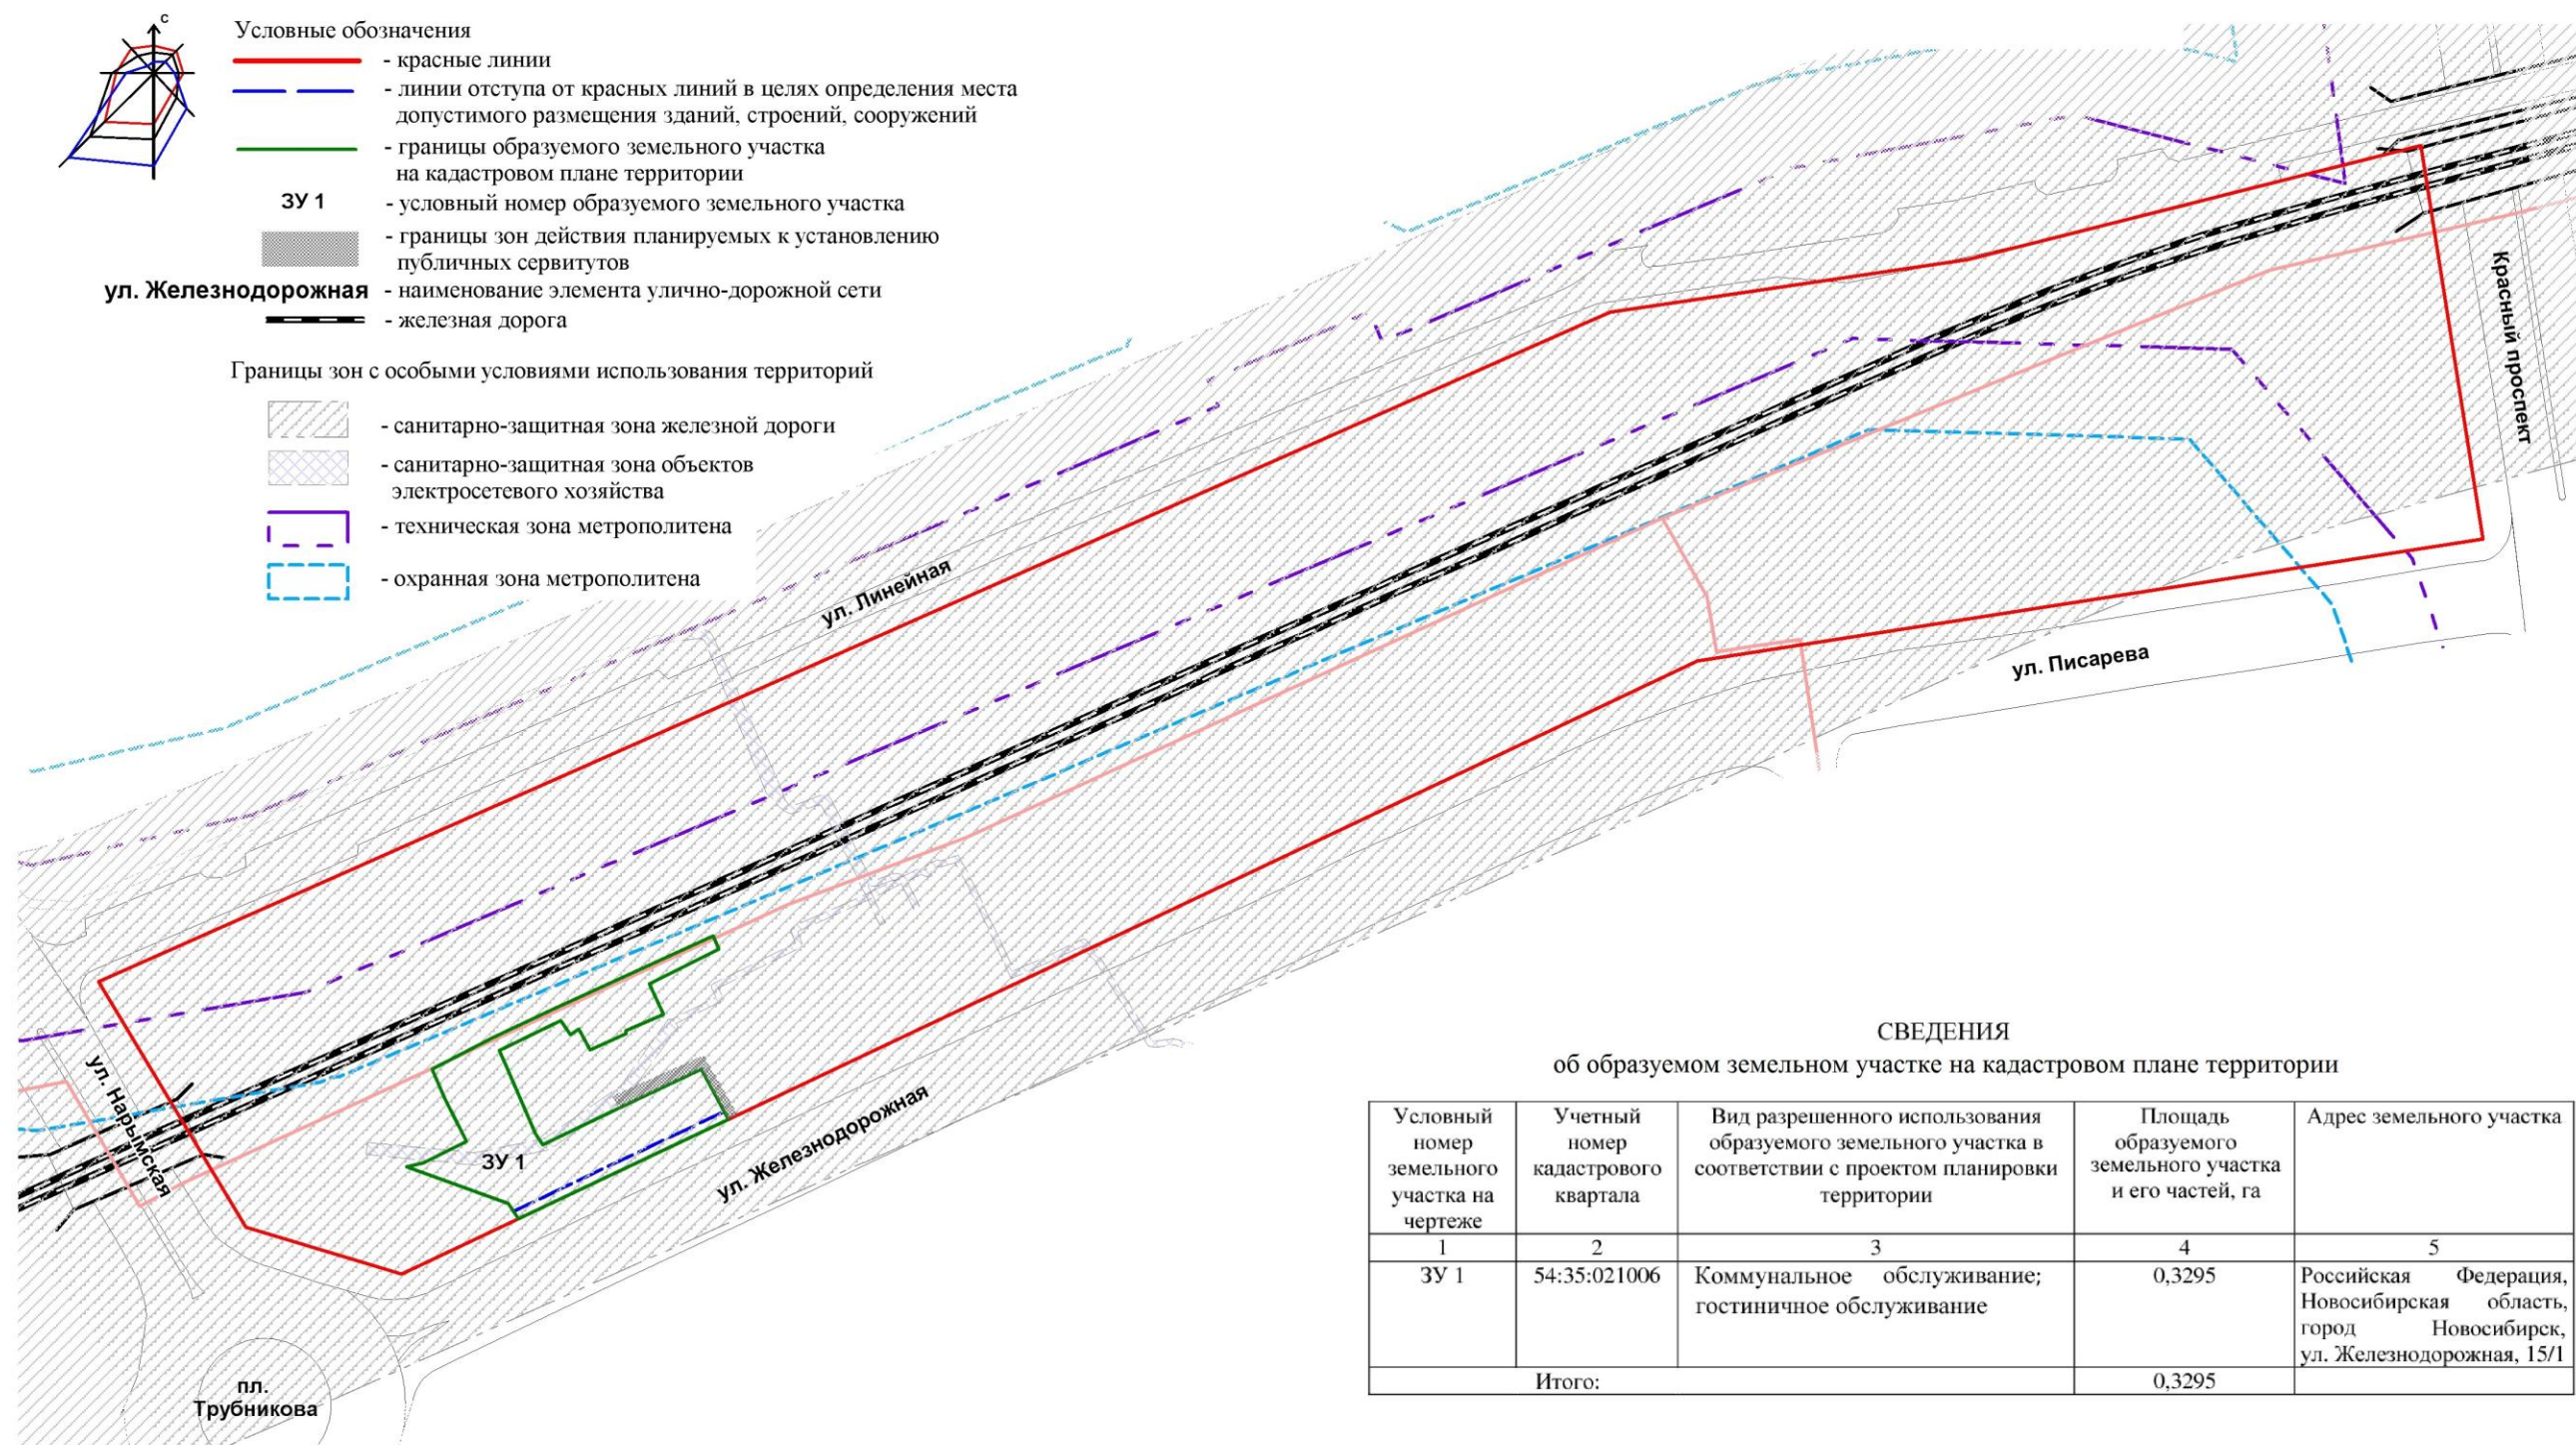 С
Условные обозначения
- красные линии
- линии отступа от красных линий в целях определения места
допустимого размещения зданий, строений, сооружений
- границы образуемого земельного участка
на кадастровом плане территории
ЗУ 1
- условный номер образуемого земельного участка
- границы зон действия планируемых к установлению
публичных сервитутов
ул. Железнодорожная - наименование элемента улично-дорожной сети
- железная дорога
Границы зон с особыми условиями использования территорий
- санитарно-защитная зона железной дороги
- санитарно-защитная зона объектов
электросетевого хозяйства
- техническая зона метрополитена
- охранная зона метрополитена
Красный проспект
ул. Линейная
ул. Писарева
ул. Нарымская
ЗУ 1
ул. Железнодорожная
пл.
Трубникова
СВЕДЕНИЯ
об образуемом земельном участке на кадастровом плане территории
Условный
номер
земельного
участка на
чертеже
Учетный
номер
кадастрового
квартала
Вид разрешенного использования
образуемого земельного участка в
соответствии с проектом планировки
территории
Площадь
образуемого
земельного участка
и его частей, га
Адрес земельного участка
1 2 3 4 5
ЗУ 1
54:35:021006
Коммунальное обслуживание;
гостиничное обслуживание
0,3295
Российская Федерация,
Новосибирская область,
город Новосибирск,
ул. Железнодорожная, 15/1
Итого: 0,3295